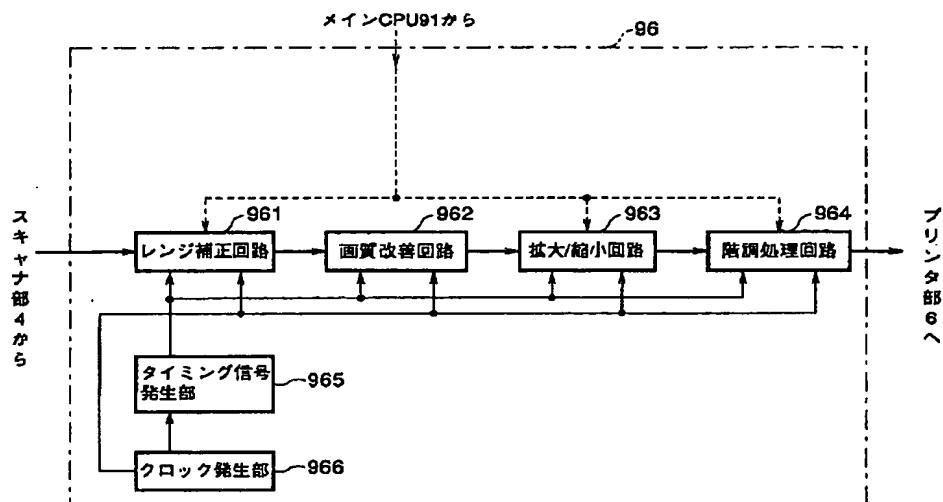 メインCPU91から
96
スキャナ部4から
961
レンジ補正回路
962
画質改善回路
963
拡大/縮小回路
964
階調処理回路
プリンタ部6へ
タイミング信号
発生部
965
クロック発生部
966